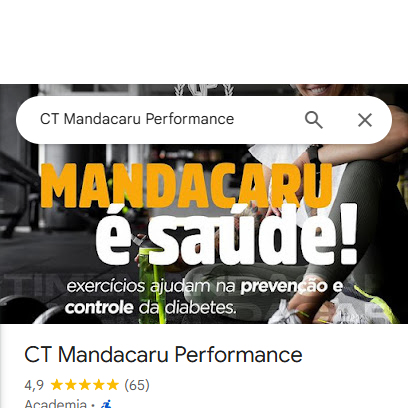 CT Mandacaru Performance
MANDACARU
é saúde!
exercícios ajudam na prevenção e
controle da diabetes.
CT Mandacaru Performance
4,9 ★★★★★ (65)
Academia ·